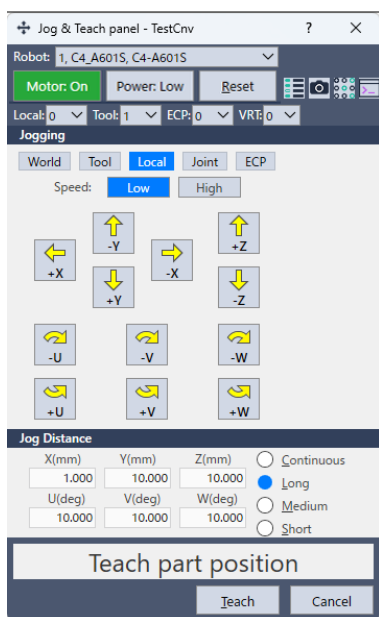 Jog & Teach panel - TestCnv ? ×
Robot: 1, C4_A601S, C4-A601S
Motor: On Power: Low Reset
Local: 0 Tool: 1 ECP: 0 VRT: 0
Jogging
World Tool Local Joint ECP
Speed: Low High
-Y +Z
+X -X
+Y -Z
-U -V -W
+U +V +W
Jog Distance
X(mm) Y(mm) Z(mm) Continuous
1.000 10.000 10.000 Long
U(deg) V(deg) W(deg) Medium
10.000 10.000 10.000 Short
Teach part position
Teach Cancel